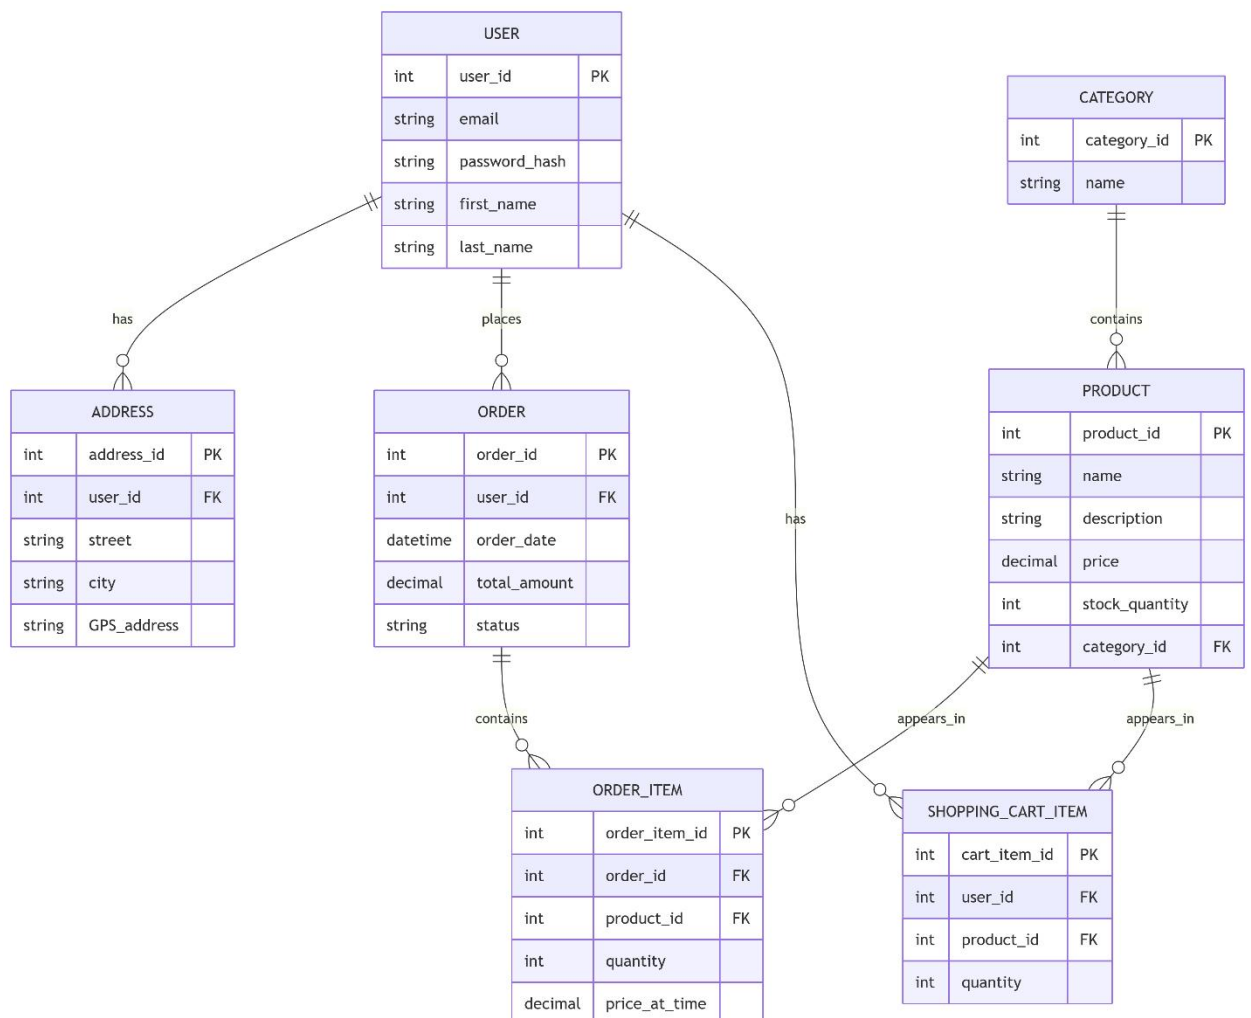 USER
int user_id PK
string email
string password_hash
string first_name
string last_name
CATEGORY
int category_id PK
string name
has
places
contains
ADDRESS
int address_id PK
int user_id FK
string street
string city
string GPS_address
ORDER
int order_id PK
int user_id FK
datetime order_date
decimal total_amount
string status
has
PRODUCT
int product_id PK
string name
string description
decimal price
int stock_quantity
int category_id FK
contains
appears_in
appears_in
ORDER_ITEM
int order_item_id PK
int order_id FK
int product_id FK
int quantity
decimal price_at_time
SHOPPING_CART_ITEM
int cart_item_id PK
int user_id FK
int product_id FK
int quantity